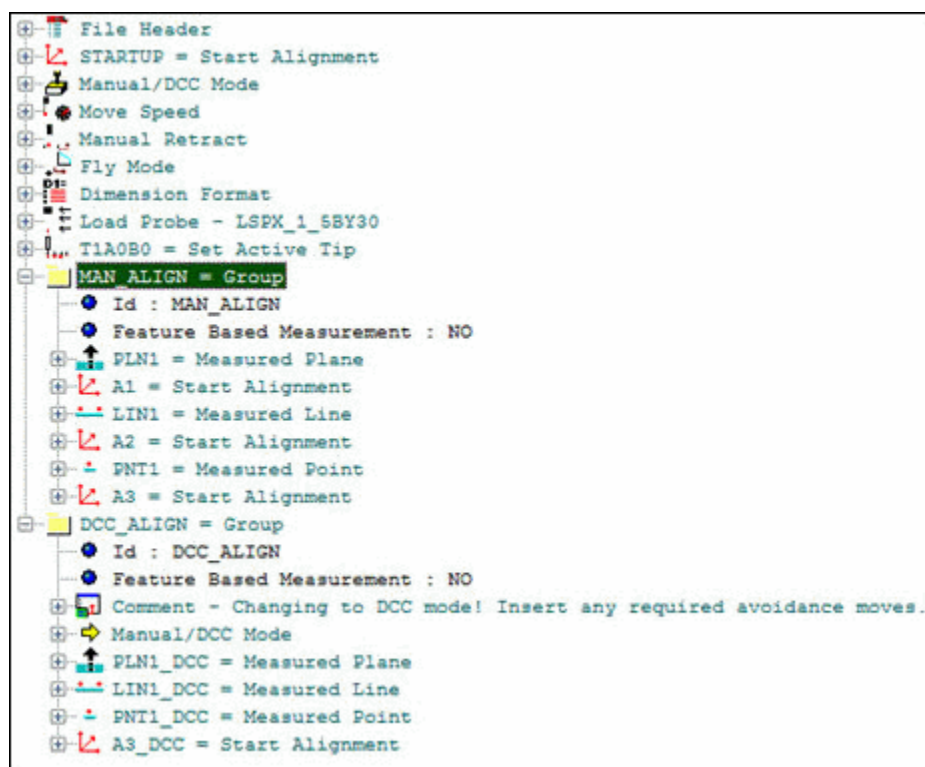 File Header
STARTUP = Start Alignment
Manual/DCC Mode
Move Speed
Manual Retract
Fly Mode
D1=
Dimension Format
Load Probe - LSPX_1_5BY30
T1A0B0 = Set Active Tip
MAN_ALIGN = Group
Id : MAN_ALIGN
Feature Based Measurement : NO
PLN1 = Measured Plane
A1 = Start Alignment
LIN1 = Measured Line
A2 = Start Alignment
PNT1 = Measured Point
A3 = Start Alignment
DCC_ALIGN = Group
Id : DCC_ALIGN
Feature Based Measurement : NO
Comment - Changing to DCC mode! Insert any required avoidance moves.
Manual/DCC Mode
PLN1_DCC = Measured Plane
LIN1_DCC = Measured Line
PNT1_DCC = Measured Point
A3_DCC = Start Alignment